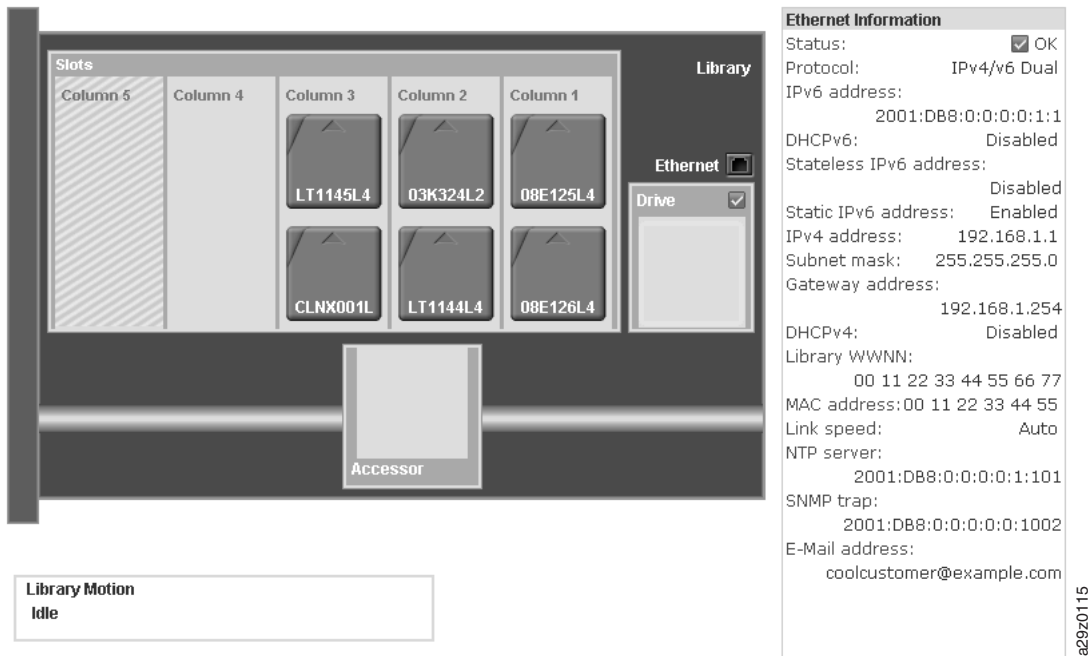 Slots
Column 5
Column 4
Column 3
Column 2
Column 1
LT1145L4
03K324L2
08E125L4
CLNX001L
LT1144L4
08E126L4
Library
Ethernet
Drive
Accessor
Library Motion
Idle
Ethernet Information
Status: OK
Protocol: IPv4/v6 Dual
IPv6 address:
2001:DB8:0:0:0:0:1:1
DHCPv6: Disabled
Stateless IPv6 address:
Disabled
Static IPv6 address: Enabled
IPv4 address: 192.168.1.1
Subnet mask: 255.255.255.0
Gateway address:
192.168.1.254
DHCPv4: Disabled
Library WWNN:
00 11 22 33 44 55 66 77
MAC address: 00 11 22 33 44 55
Link speed: Auto
NTP server:
2001:DB8:0:0:0:0:1:101
SNMP trap:
2001:DB8:0:0:0:0:0:1002
E-Mail address:
coolcustomer@example.com
a29z0115